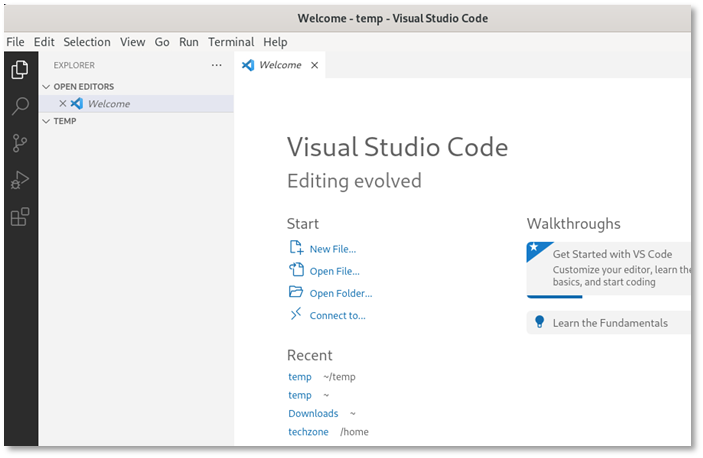 Welcome - temp - Visual Studio Code
File Edit Selection View Go Run Terminal Help
EXPLORER ···
OPEN EDITORS
Welcome
TEMP
Welcome
Visual Studio Code
Editing evolved
Start
New File...
Open File...
Open Folder...
Connect to...
Recent
temp ~/temp
temp ~
Downloads ~
techzone /home
Walkthroughs
Get Started with VS Code
Customize your editor, learn the
basics, and start coding
Learn the Fundamentals